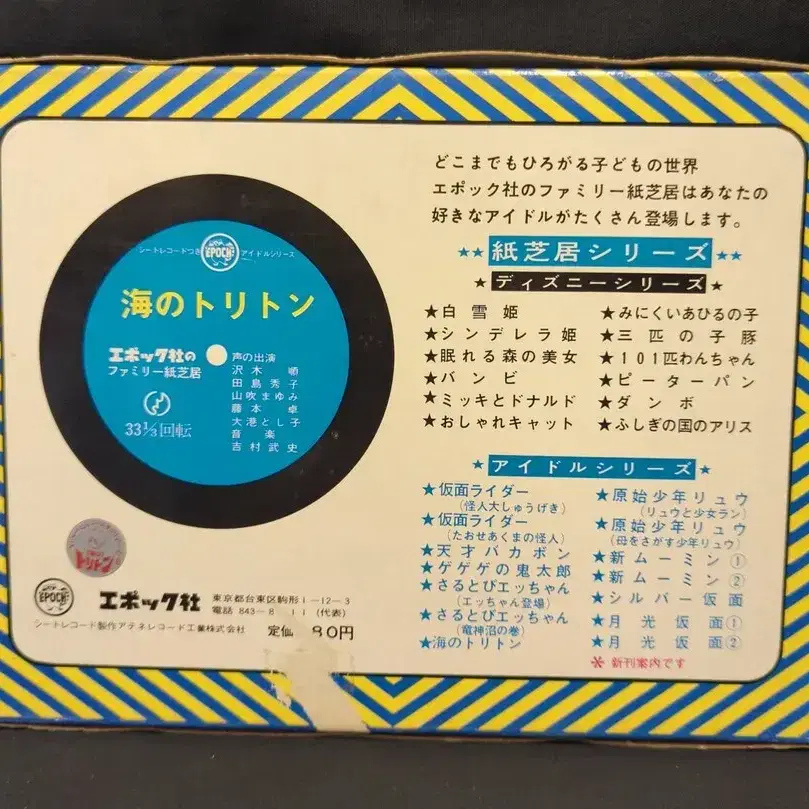 シートレコードつき EPOCH アイドルシリーズ
海のトリトン
エポック社の
ファミリー紙芝居
33⅓回転
声の出演
沢木 順
田島秀子
山吹まゆみ
藤本 卓
大港とし子
音楽
吉村武史
トリトン
EPOCH エポック社
東京都台東区駒形1-12-3
電話 843-8 11 (代表)
シートレコード製作アテネレコード工業株式会社
定価 80円
どこまでもひろがる子どもの世界
エポック社のファミリー紙芝居はあなたの
好きなアイドルがたくさん登場します。
★★紙芝居シリーズ★★
★ディズニーシリーズ★
★白雪姫
★シンデレラ姫
★眠れる森の美女
★バンビ
★ミッキとドナルド
★おしゃれキャット
★みにくいあひるの子
★三匹の子豚
★101匹わんちゃん
★ピーターパン
★ダンボ
★ふしぎの国のアリス
★アイドルシリーズ★
★仮面ライダー
(怪人大しゅうげき)
★仮面ライダー
(たおせあくまの怪人)
★天才バカボン
★ゲゲゲの鬼太郎
★さるとびエッちゃん
(エッちゃん登場)
★さるとびエッちゃん
(竜神沼の巻)
★海のトリトン
★原始少年リュウ
(リュウと少女ラン)
★原始少年リュウ
(母をさがす少年リュウ)
★新ムーミン①
★新ムーミン②
★シルバー仮面
★月光仮面①
★月光仮面②
※ 新刊案内です